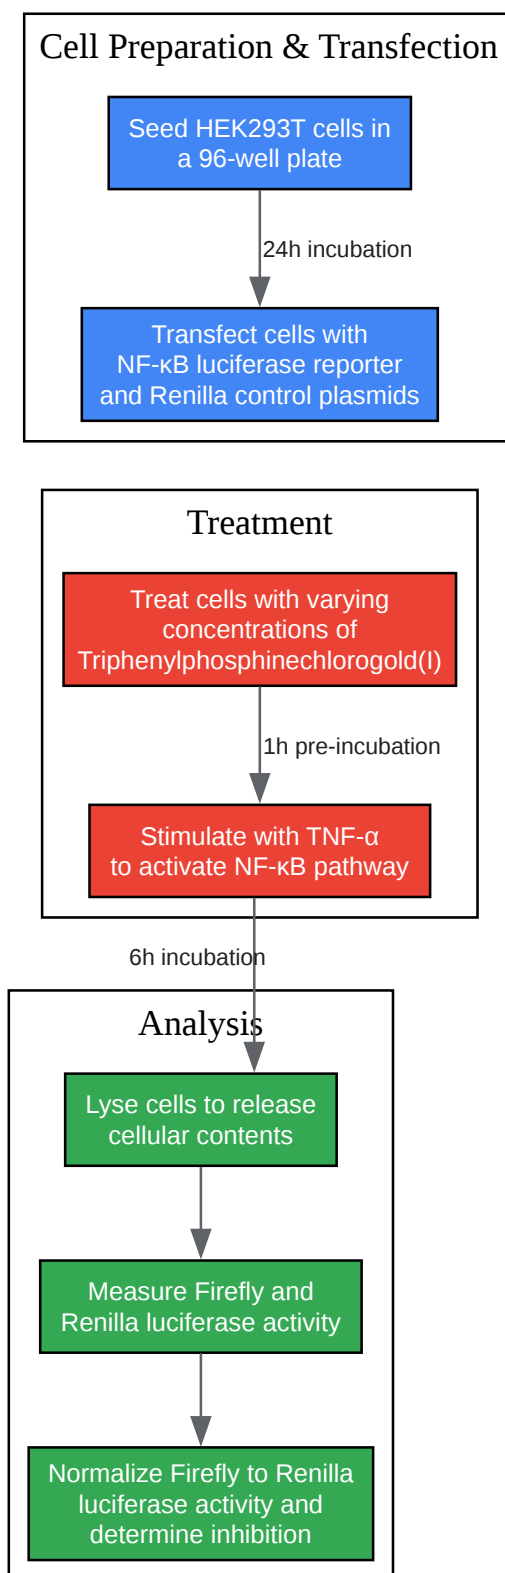 Cell Preparation & Transfection
Seed HEK293T cells in
a 96-well plate
24h incubation
Transfect cells with
NF-κB luciferase reporter
and Renilla control plasmids
Treatment
Treat cells with varying
concentrations of
Triphenylphosphinechlorogold(I)
1h pre-incubation
Stimulate with TNF-α
to activate NF-κB pathway
6h incubation
Analysis
Lyse cells to release
cellular contents
Measure Firefly and
Renilla luciferase activity
Normalize Firefly to Renilla
luciferase activity and
determine inhibition